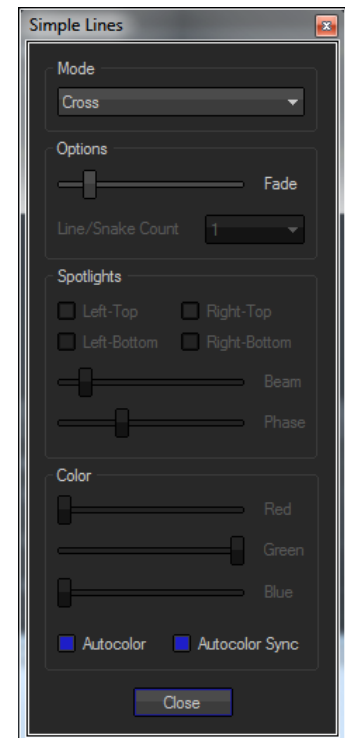 Simple Lines
Mode
Cross
Options
Fade
Line/Snake Count 1
Spotlights
Left-Top Right-Top
Left-Bottom Right-Bottom
Beam
Phase
Color
Red
Green
Blue
Autocolor Autocolor Sync
Close